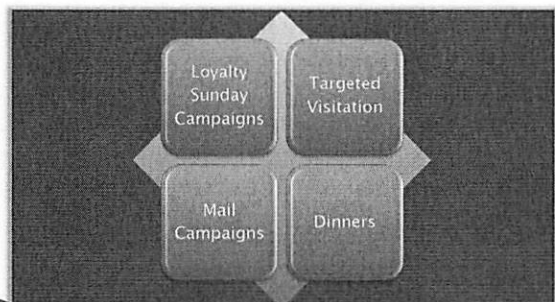 Loyalty
Sunday
Campaigns
Targeted
Visitation
Mail
Campaigns
Dinners